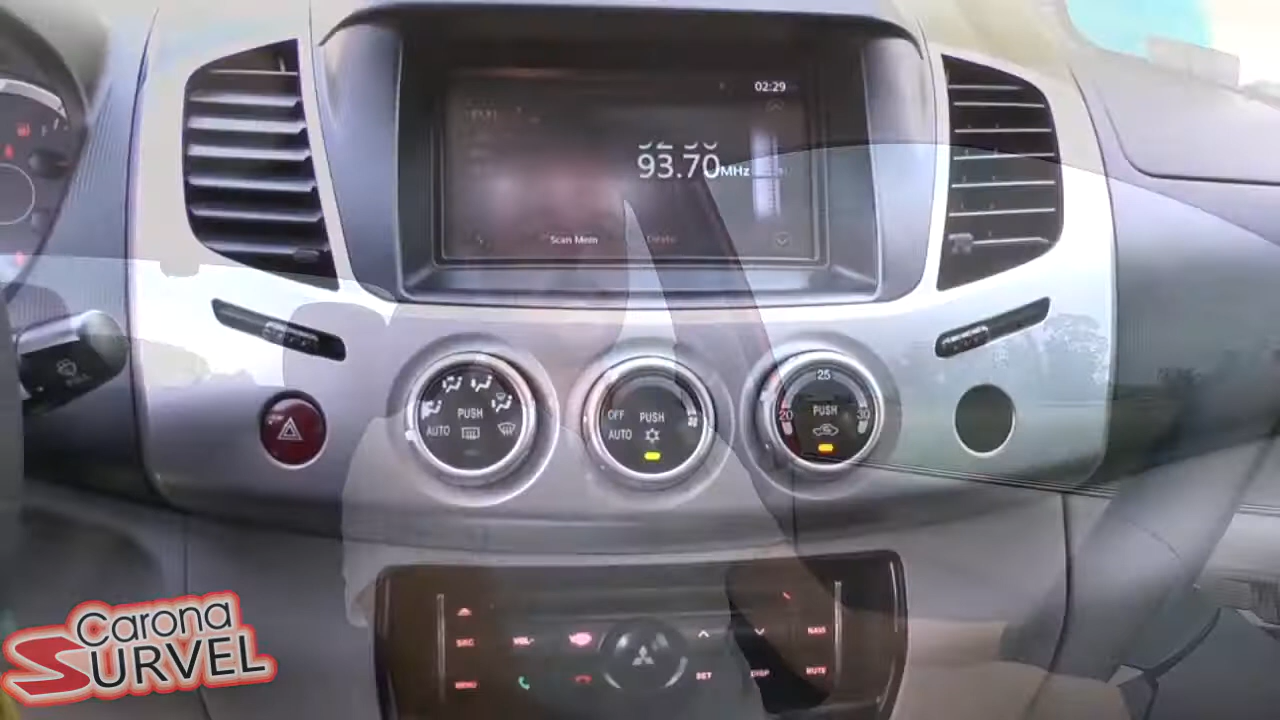 02:29
93.70MHz
Scan Mem
Delete
PUSH
AUTO
OFF
PUSH
AUTO
25
20
PUSH
30
SRC
VOL-
NAVI
SET
DISP
MUTE
MENU
Carona
SURVEL